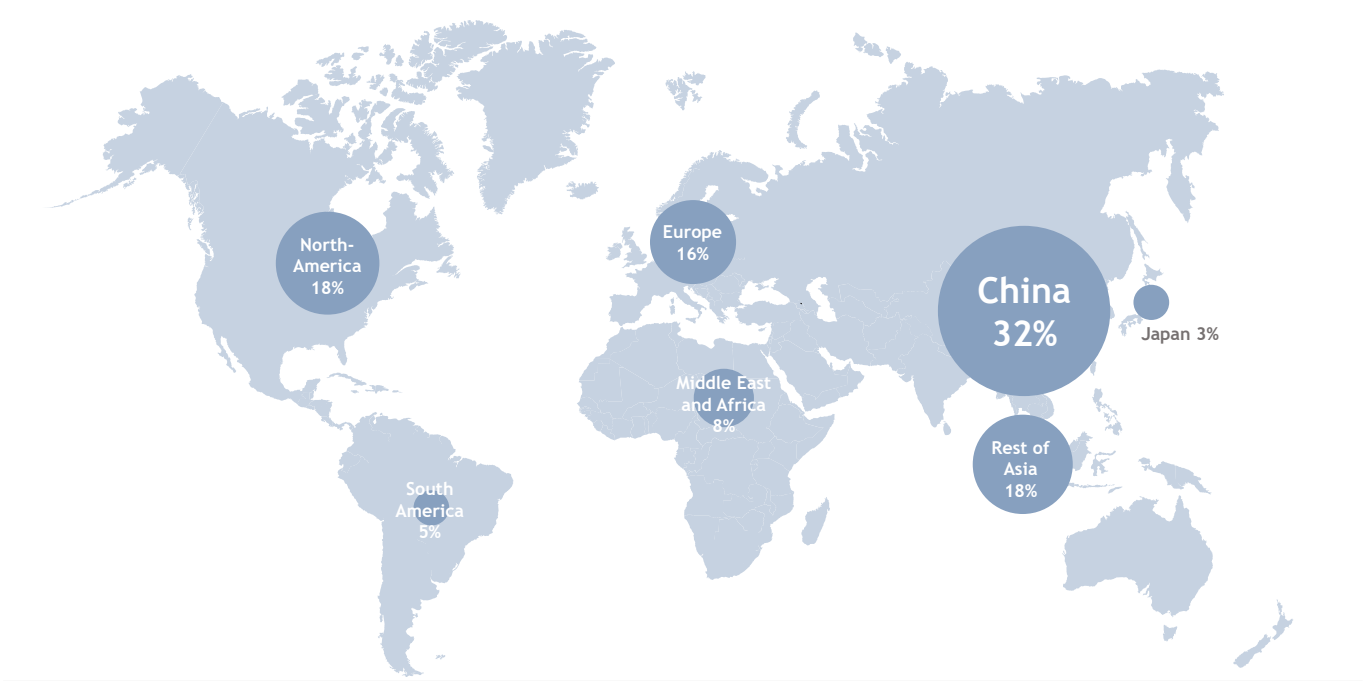 North-
America
18%
Europe
16%
China
32%
Japan 3%
Middle East
and Africa
8%
Rest of
Asia
18%
South
America
5%